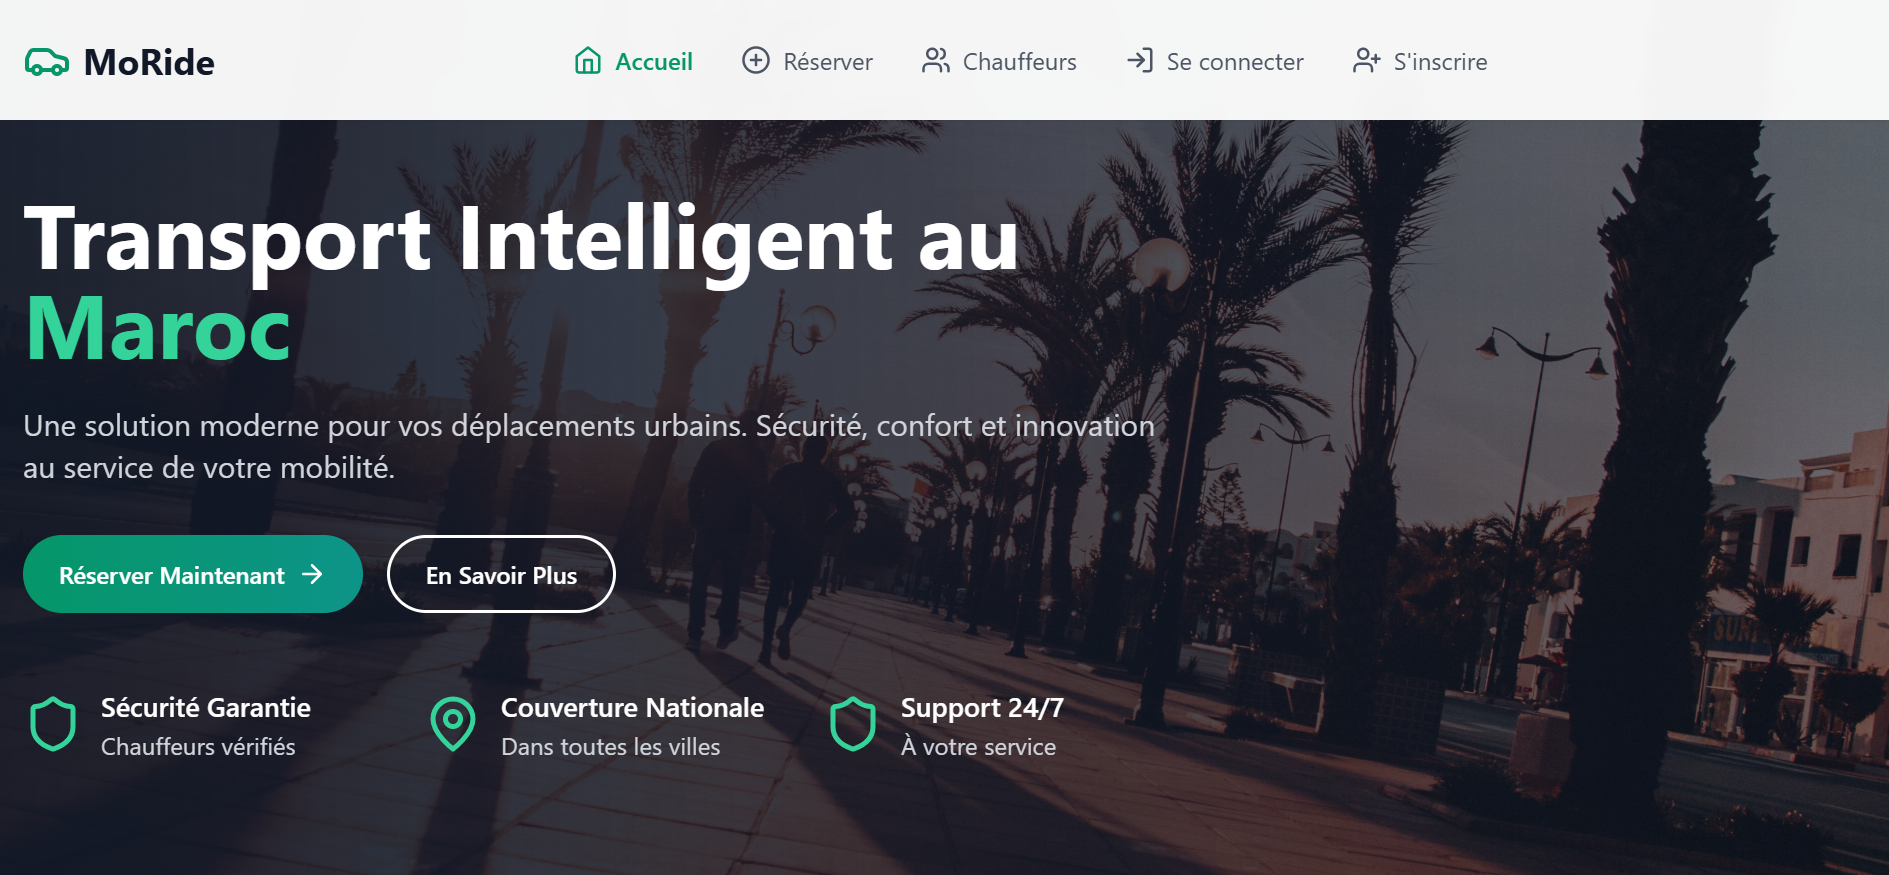 MoRide
Accueil
Réserver
Chauffeurs
Se connecter
S'inscrire
Transport Intelligent au
Maroc
Une solution moderne pour vos déplacements urbains. Sécurité, confort et innovation
au service de votre mobilité.
Réserver Maintenant
En Savoir Plus
Sécurité Garantie
Chauffeurs vérifiés
Couverture Nationale
Dans toutes les villes
Support 24/7
À votre service